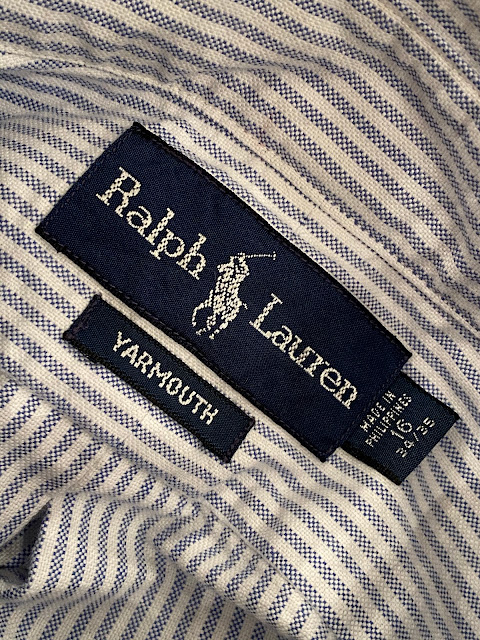 Ralph Lauren
YARMOUTH
MADE IN
PHILIPPINES
16
34/35